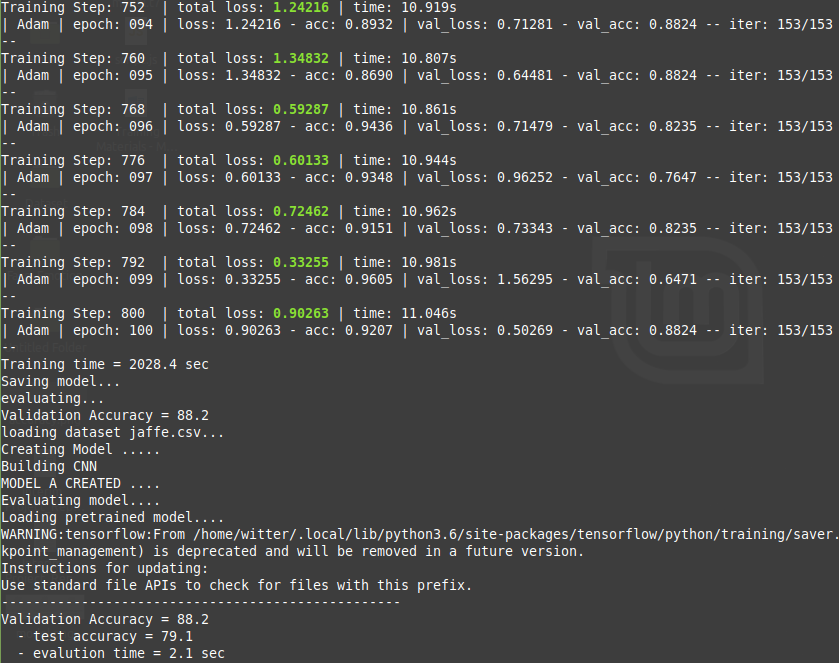 Training Step: 752  | total loss: 1.24216 | time: 10.919s
| Adam | epoch: 094 | loss: 1.24216 - acc: 0.8932 | val_loss: 0.71281 - val_acc: 0.8824 -- iter: 153/153
--
Training Step: 760  | total loss: 1.34832 | time: 10.807s
| Adam | epoch: 095 | loss: 1.34832 - acc: 0.8690 | val_loss: 0.64481 - val_acc: 0.8824 -- iter: 153/153
--
Training Step: 768  | total loss: 0.59287 | time: 10.861s
| Adam | epoch: 096 | loss: 0.59287 - acc: 0.9436 | val_loss: 0.71479 - val_acc: 0.8235 -- iter: 153/153
--
Training Step: 776  | total loss: 0.60133 | time: 10.944s
| Adam | epoch: 097 | loss: 0.60133 - acc: 0.9348 | val_loss: 0.96252 - val_acc: 0.7647 -- iter: 153/153
--
Training Step: 784  | total loss: 0.72462 | time: 10.962s
| Adam | epoch: 098 | loss: 0.72462 - acc: 0.9151 | val_loss: 0.73343 - val_acc: 0.8235 -- iter: 153/153
--
Training Step: 792  | total loss: 0.33255 | time: 10.981s
| Adam | epoch: 099 | loss: 0.33255 - acc: 0.9605 | val_loss: 1.56295 - val_acc: 0.6471 -- iter: 153/153
--
Training Step: 800  | total loss: 0.90263 | time: 11.046s
| Adam | epoch: 100 | loss: 0.90263 - acc: 0.9207 | val_loss: 0.50269 - val_acc: 0.8824 -- iter: 153/153
--
Training time = 2028.4 sec
Saving model...
evaluating...
Validation Accuracy = 88.2
loading dataset jaffe.csv...
Creating Model .....
Building CNN
MODEL A CREATED ....
Evaluating model....
Loading pretrained model....
WARNING:tensorflow:From /home/witter/.local/lib/python3.6/site-packages/tensorflow/python/training/saver.
kpoint_management) is deprecated and will be removed in a future version.
Instructions for updating:
Use standard file APIs to check for files with this prefix.
--------------------------------------------------
Validation Accuracy = 88.2
  - test accuracy = 79.1
  - evalution time = 2.1 sec